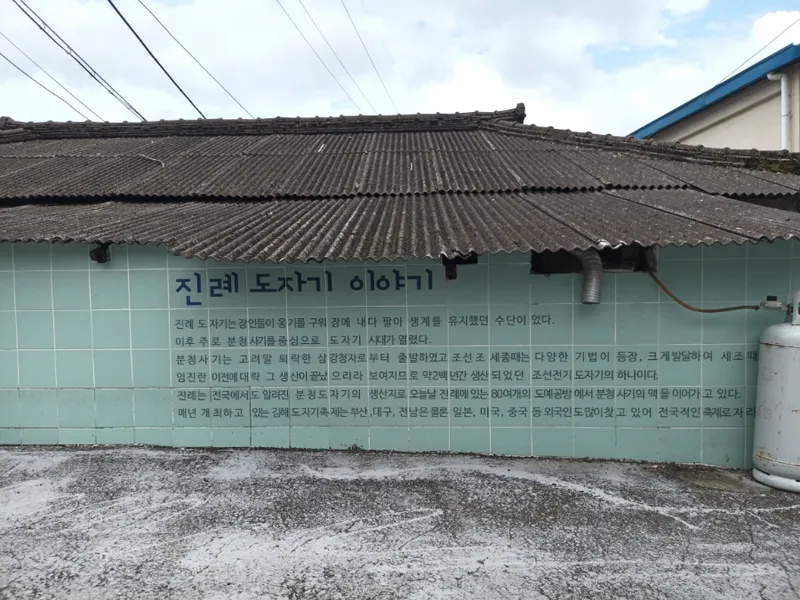 진례 도자기 이야기
진례 도자기는 장인들이 옹기를 구워 장에 내다 팔아 생계를 유지했던 수단이 있다.
이후 주로 분청사기를 중심으로 도자기 시대가 열렸다.
분청사기는 고려말 퇴락한 상감청자로부터 출발하였고 조선조 세종때는 다양한 기법이 등장, 크게발달하여 세조때
임진란 이전에 대략 그 생산이 끝났으리라 보여지므로 약2백년간 생산되었던 조선전기 도자기의 하나이다.
진례는 전국에서도 알려진 분청도자기의 생산지로 오늘날 진례에 있는 80여개의 도예공방에서 분청사기의 맥을 이어가고 있다.
매년 개최하고 있는 김해 도자기축제는 부산,대구, 전남은물론 일본, 미국, 중국 등 외국인도 많이찾고 있어 전국적인 축제로 자리